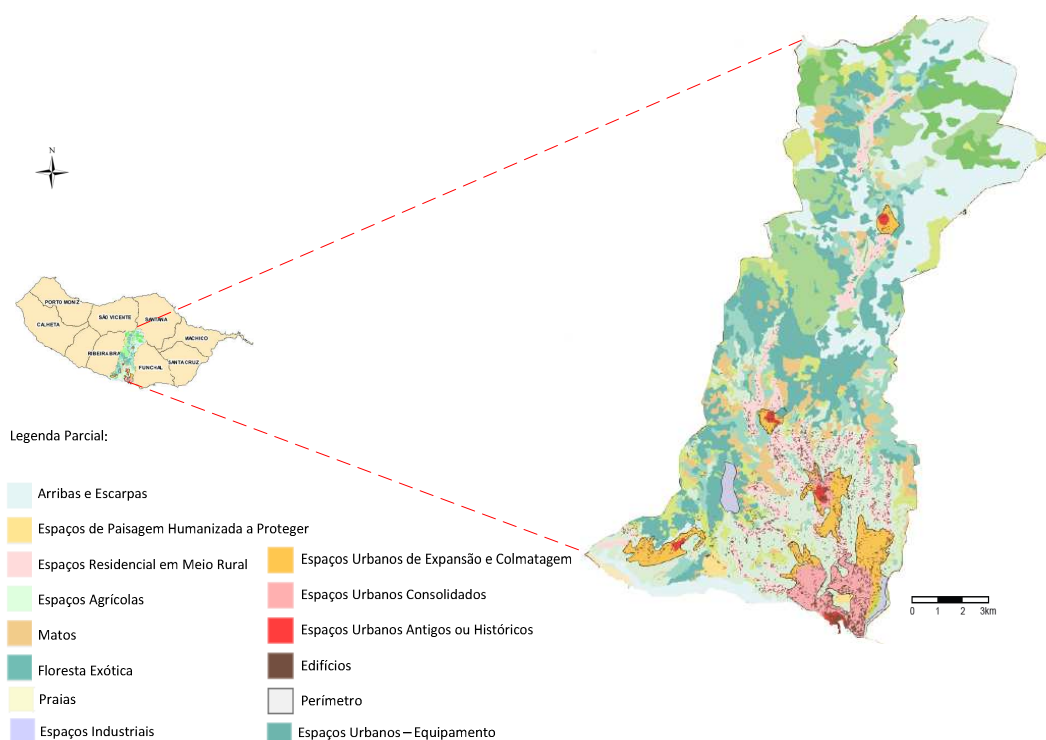 N
PORTO MONIZ
SÃO VICENTE
SANTANA
CALHETA
MACHICO
RIBEIRA BRA
FUNCHAL
SANTA CRUZ
Legenda Parcial:
Arribas e Escarpas
Espaços de Paisagem Humanizada a Proteger
Espaços Residencial em Meio Rural
Espaços Agrícolas
Matos
Floresta Exótica
Praias
Espaços Industriais
Espaços Urbanos de Expansão e Colmatagem
Espaços Urbanos Consolidados
Espaços Urbanos Antigos ou Históricos
Edifícios
Perímetro
Espaços Urbanos – Equipamento
0 1 2 3km